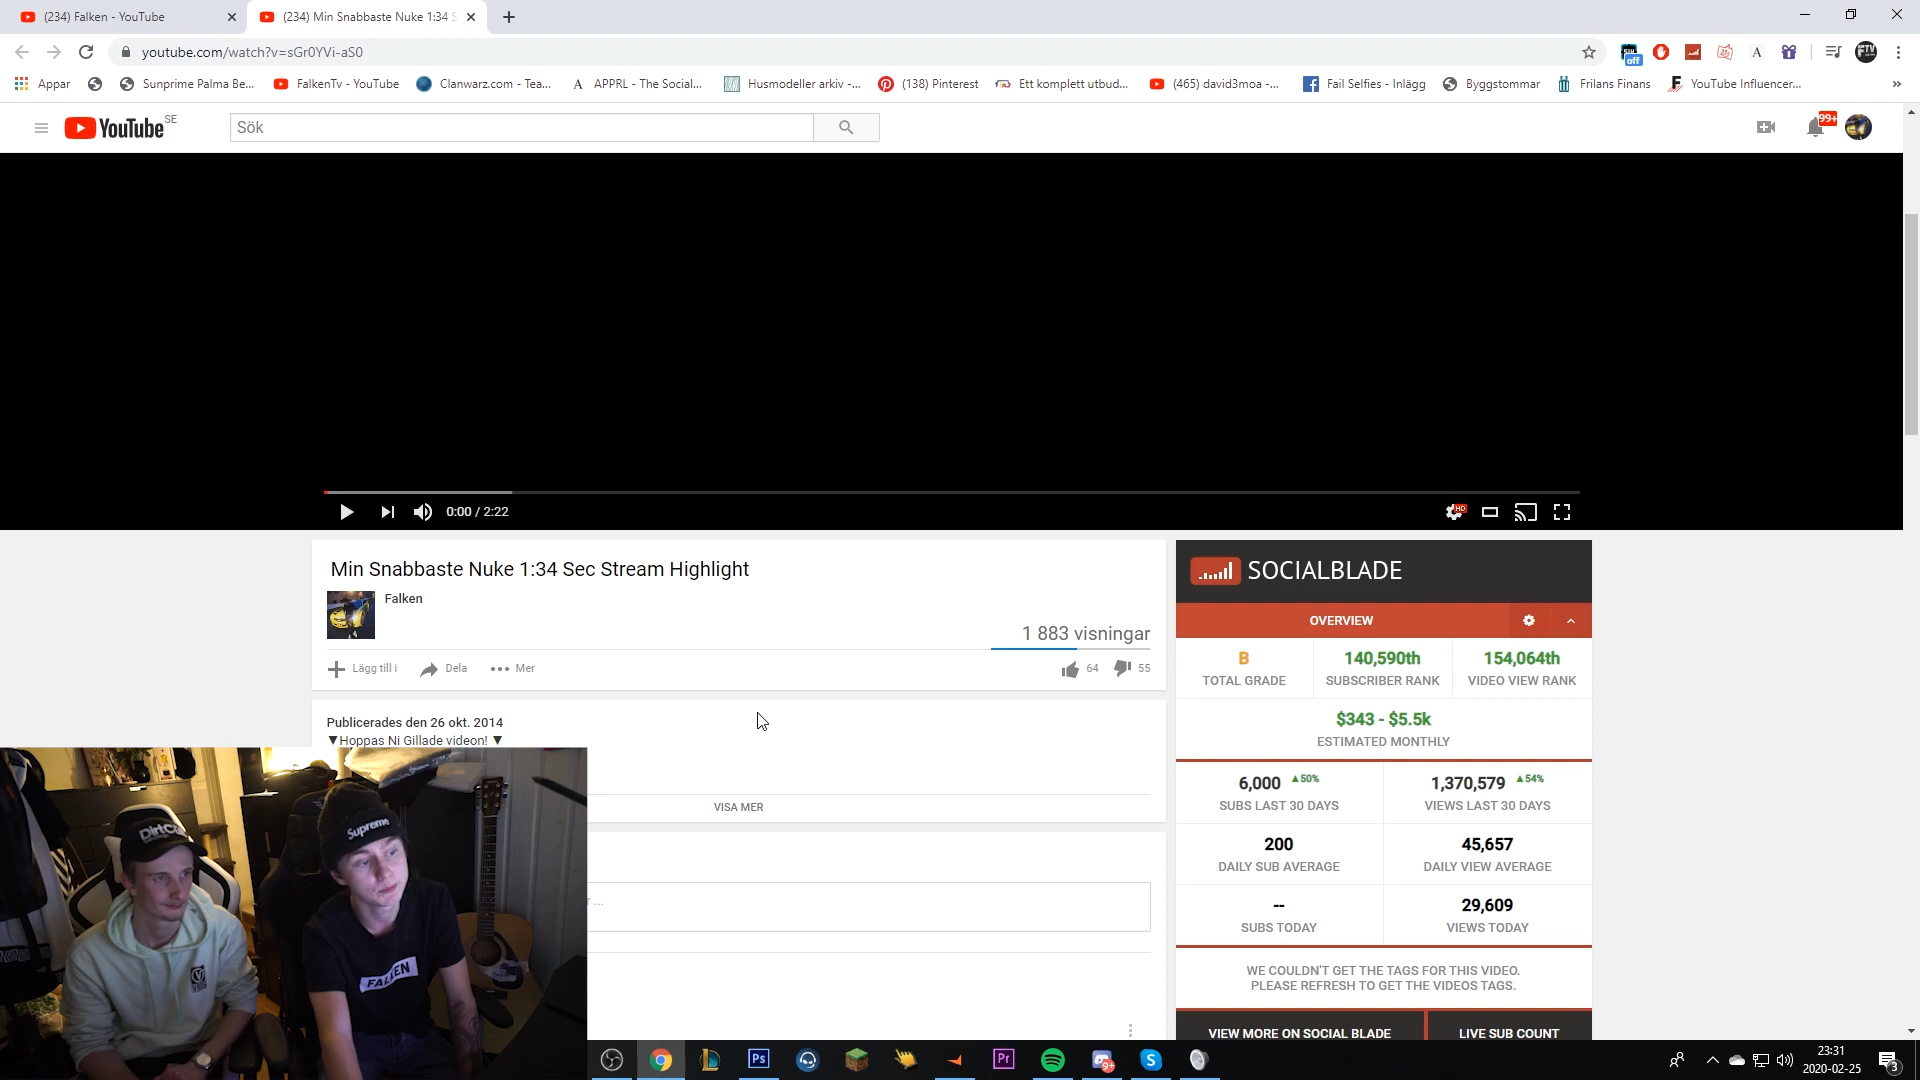 (234) Falken - YouTube
(234) Min Snabbaste Nuke 1:34 S
youtube.com/watch?v=sGr0YVi-aS0
off
Appar
Sunprime Palma Be...
FalkenTv - YouTube
Clanwarz.com - Tea...
A APPRL - The Social...
Husmodeller arkiv -...
(138) Pinterest
Ett komplett utbud...
(465) david3moa -...
Fail Selfies - Inlägg
Byggstommar
Frilans Finans
YouTube Influencer...
YouTube SE
Sök
99+
0:00 / 2:22
HD
Min Snabbaste Nuke 1:34 Sec Stream Highlight
Falken
1 883 visningar
Lägg till i
Dela
Mer
64
55
Publicerades den 26 okt. 2014
▼Hoppas Ni Gillade videon! ▼
VISA MER
r ...
SOCIALBLADE
OVERVIEW
B
TOTAL GRADE
140,590th
SUBSCRIBER RANK
154,064th
VIDEO VIEW RANK
$343 - $5.5k
ESTIMATED MONTHLY
6,000 ▲50%
SUBS LAST 30 DAYS
1,370,579 ▲54%
VIEWS LAST 30 DAYS
200
DAILY SUB AVERAGE
45,657
DAILY VIEW AVERAGE
--
SUBS TODAY
29,609
VIEWS TODAY
WE COULDN'T GET THE TAGS FOR THIS VIDEO.
PLEASE REFRESH TO GET THE VIDEOS TAGS.
VIEW MORE ON SOCIAL BLADE
LIVE SUB COUNT
Supreme
FALKEN
Ps
Pr
9+
S
23:31
2020-02-25
3